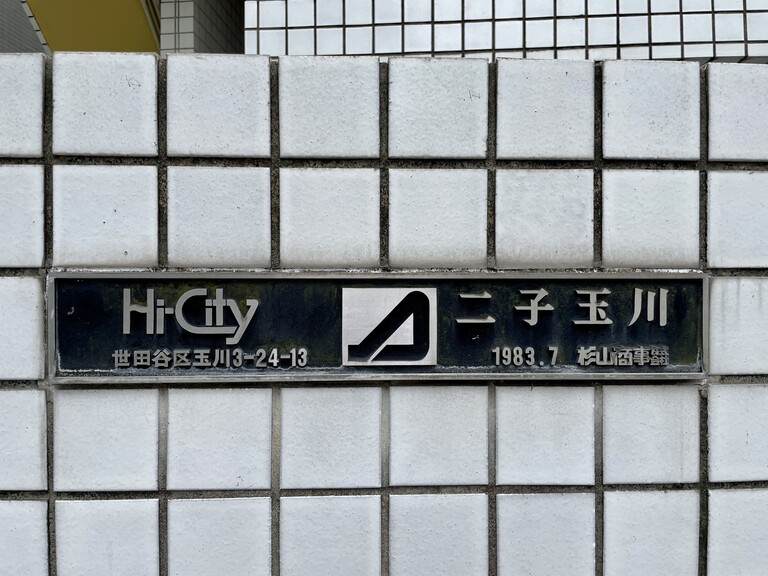 Hi-City
世田谷区玉川3-24-13
二子玉川
1983.7 杉山商事